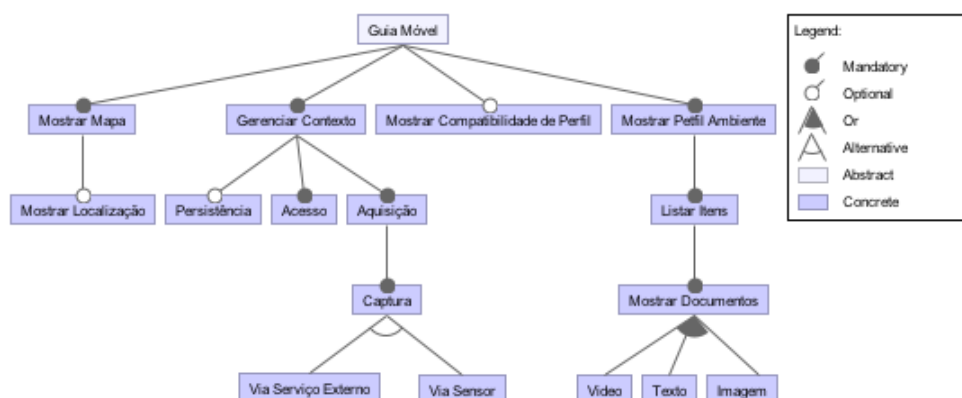 Guia Móvel
Legend:
Mandatory
Optional
Or
Alternative
Abstract
Concrete
Mostrar Mapa
Gerenciar Contexto
Mostrar Compatibilidade de Perfil
Mostrar Petfil Ambiente
Mostrar Localização
Persistência
Acesso
Aquisição
Listar Itens
Captura
Mostrar Documentos
Via Serviço Externo
Via Sensor
Video
Texto
Imagem